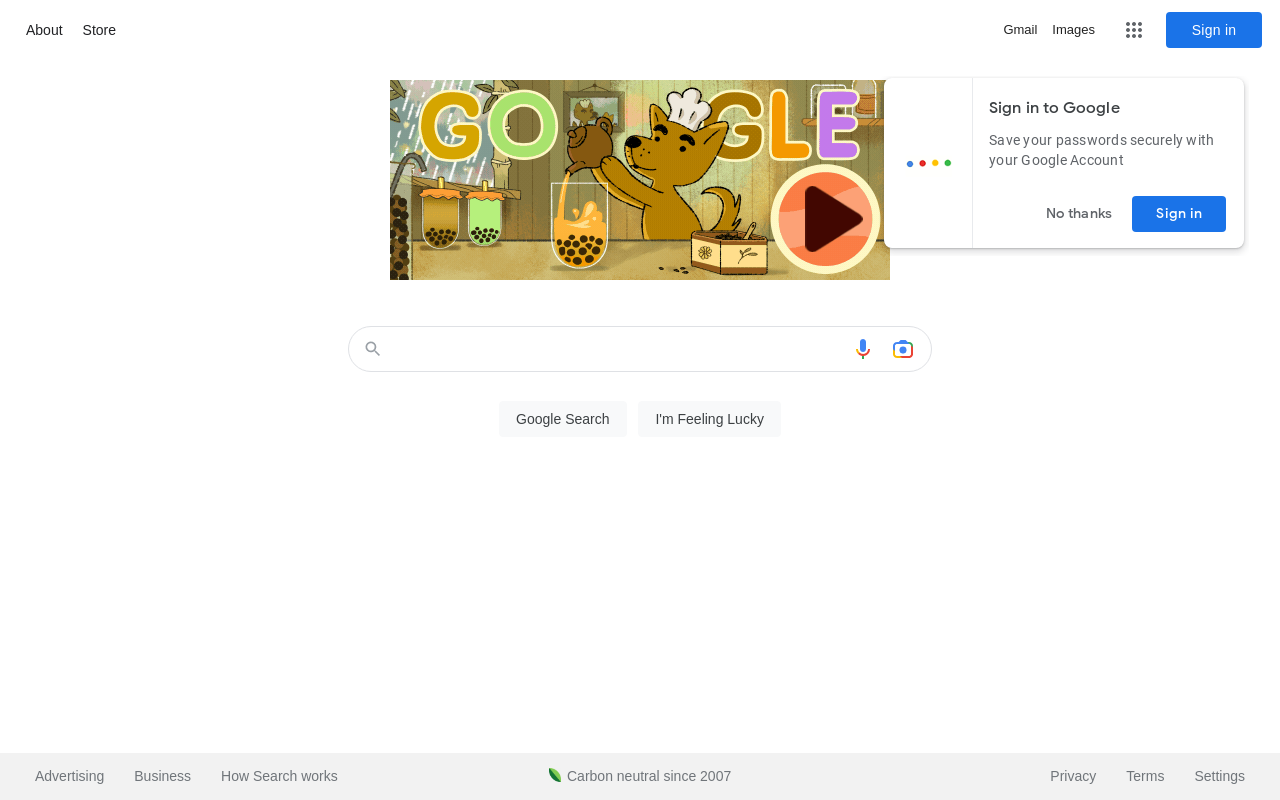 About Store
Gmail Images
Sign in
GO GLE
Sign in to Google
Save your passwords securely with
your Google Account
No thanks Sign in
Google Search I'm Feeling Lucky
Advertising Business How Search works
Carbon neutral since 2007
Privacy Terms Settings